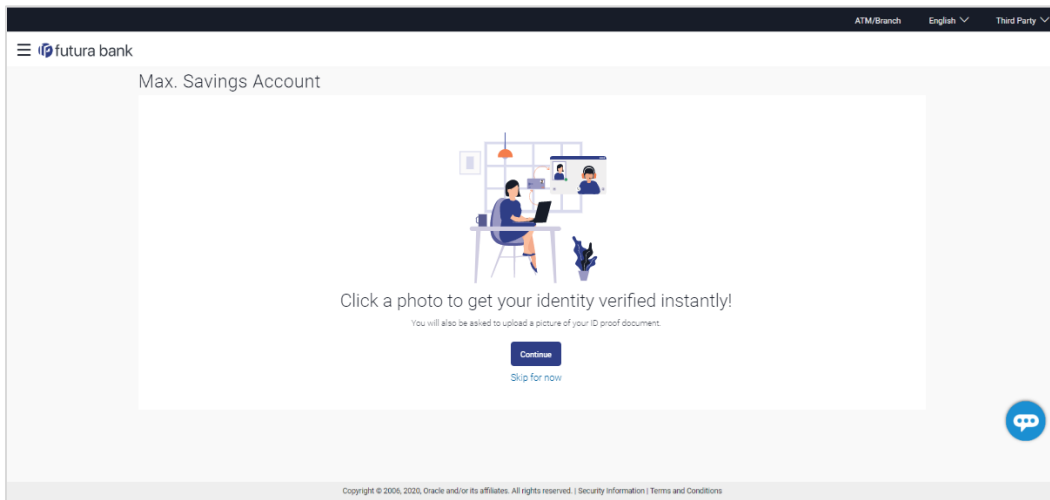 ATM/Branch English Third Party
futura bank
Max. Savings Account
Click a photo to get your identity verified instantly!
You will also be asked to upload a picture of your ID proof document.
Continue
Skip for now
Copyright © 2006, 2020, Oracle and/or its affiliates. All rights reserved. | Security Information | Terms and Conditions